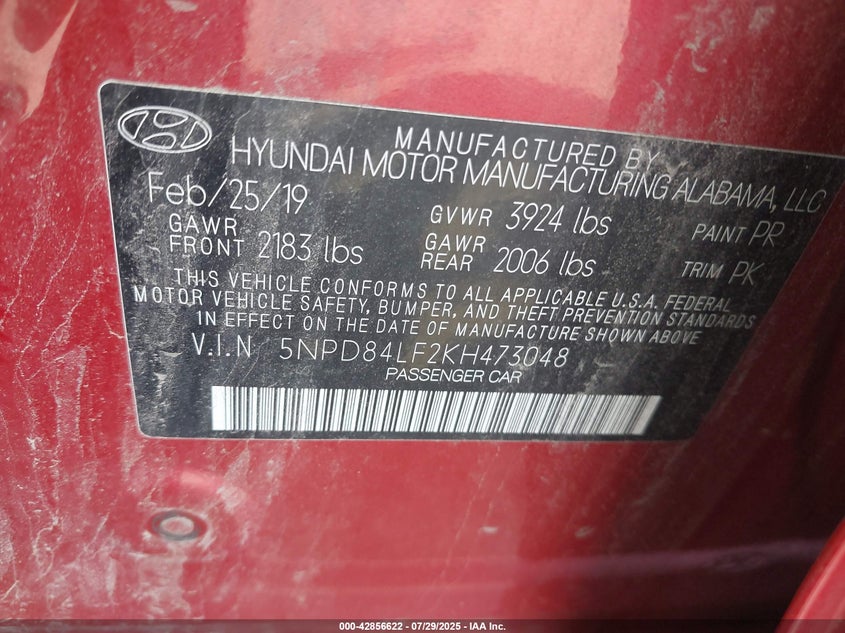 MANUFACTURED BY
HYUNDAI MOTOR MANUFACTURING ALABAMA, LLC
Feb/25/19 GVWR 3924 lbs PAINT PR
GAWR FRONT 2183 lbs GAWR REAR 2006 lbs TRIM PK
THIS VEHICLE CONFORMS TO ALL APPLICABLE U.S.A. FEDERAL
MOTOR VEHICLE SAFETY, BUMPER, AND THEFT PREVENTION STANDARDS
IN EFFECT ON THE DATE OF MANUFACTURE SHOWN ABOVE
V.I.N 5NPD84LF2KH473048
PASSENGER CAR
000-42856622 - 07/29/2025 - IAA Inc.